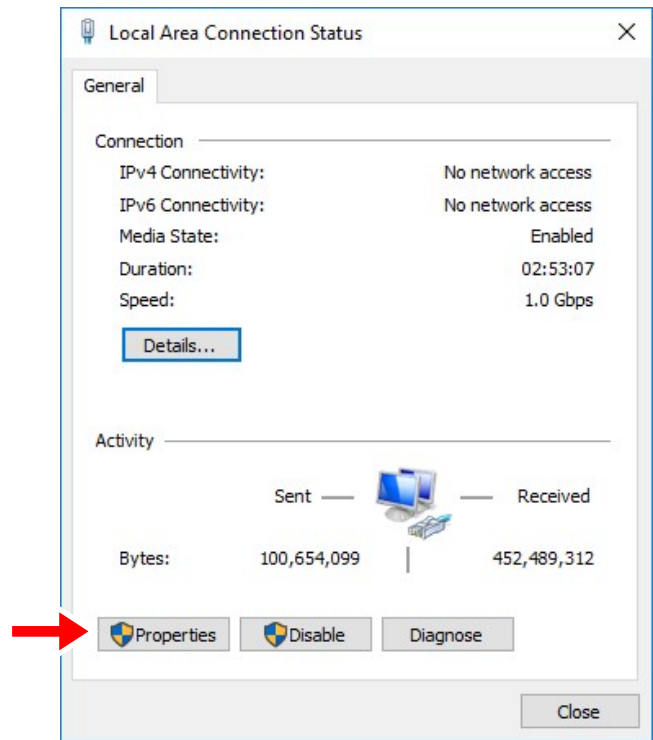 Local Area Connection Status
General
Connection
IPv4 Connectivity: No network access
IPv6 Connectivity: No network access
Media State: Enabled
Duration: 02:53:07
Speed: 1.0 Gbps
Details...
Activity
Sent Received
Bytes: 100,654,099 452,489,312
Properties Disable Diagnose
Close